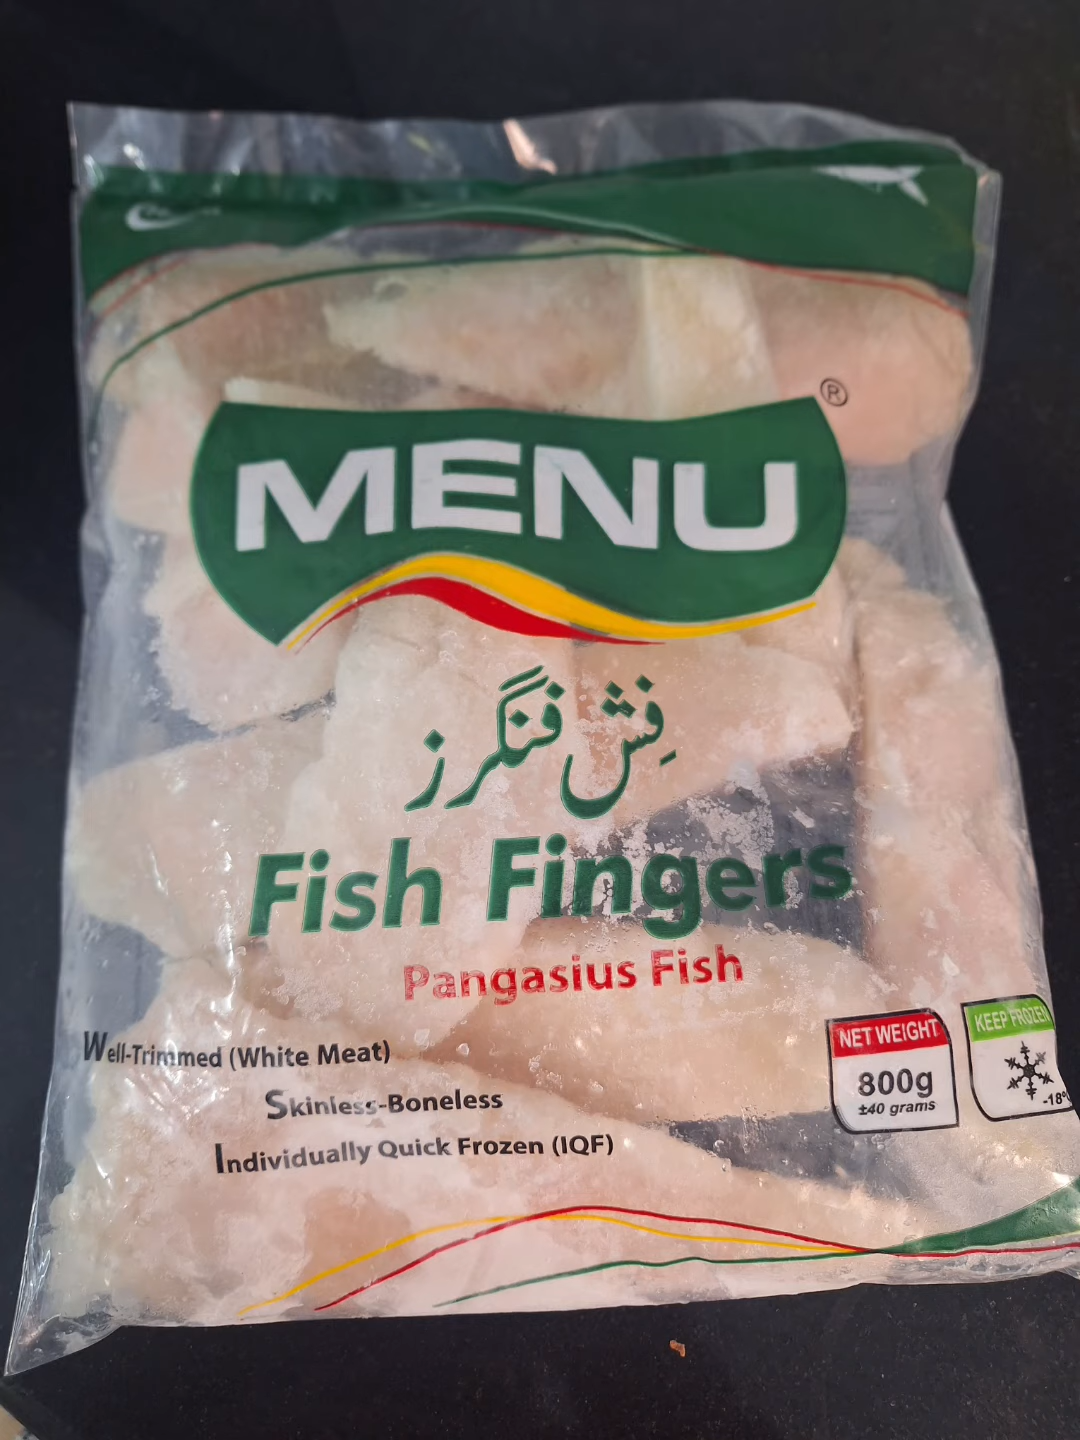 MENU
®
فِش فنگرز
Fish Fingers
Pangasius Fish
Well-Trimmed (White Meat)
Skinless-Boneless
Individually Quick Frozen (IQF)
NET WEIGHT
800g
±40 grams
KEEP FROZEN
-18°